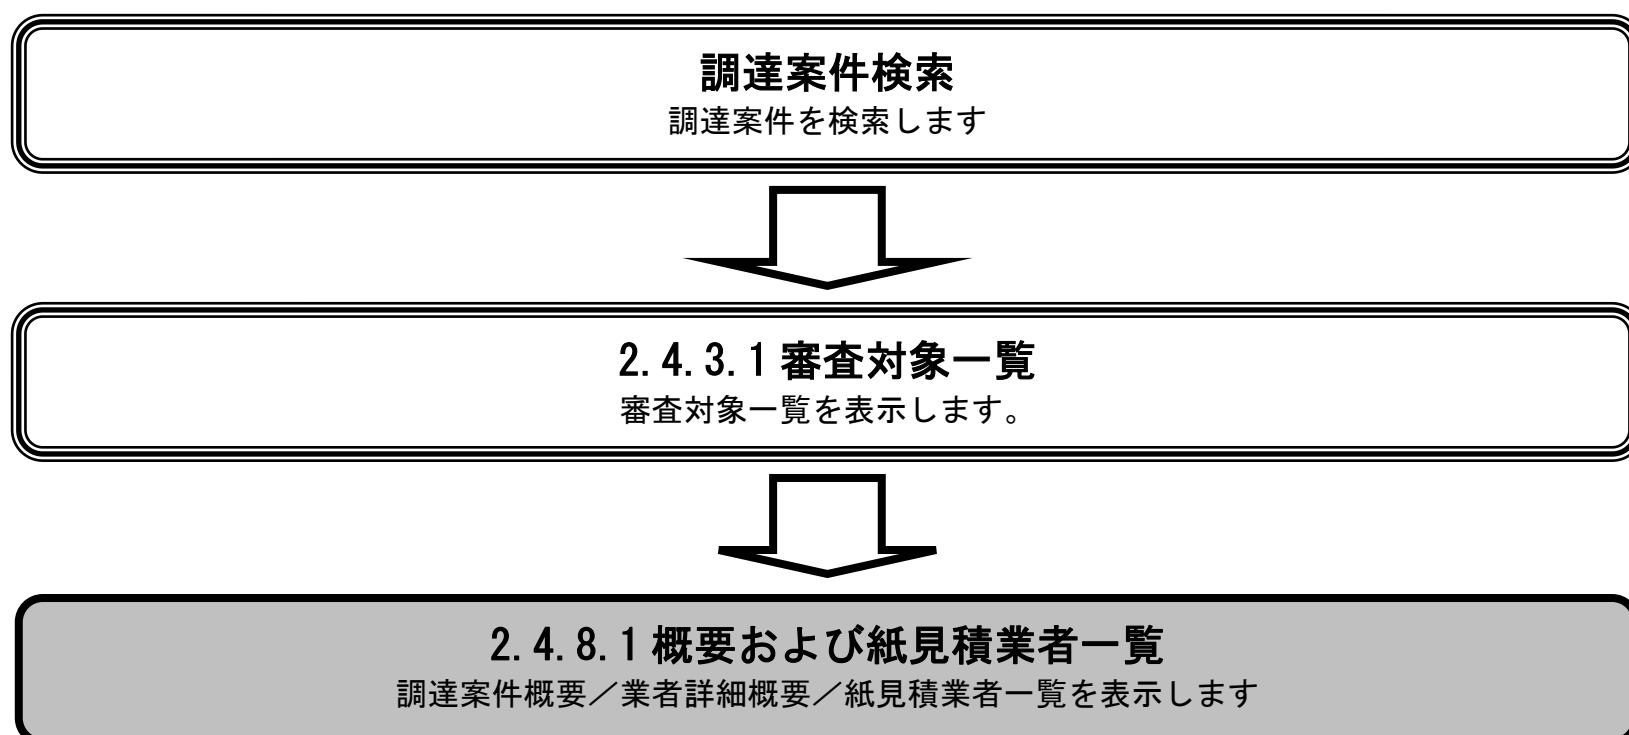 調達案件検索
調達案件を検索します
2.4.3.1 審査対象一覧
審査対象一覧を表示します。
2.4.8.1 概要および紙見積業者一覧
調達案件概要／業者詳細概要／紙見積業者一覧を表示します